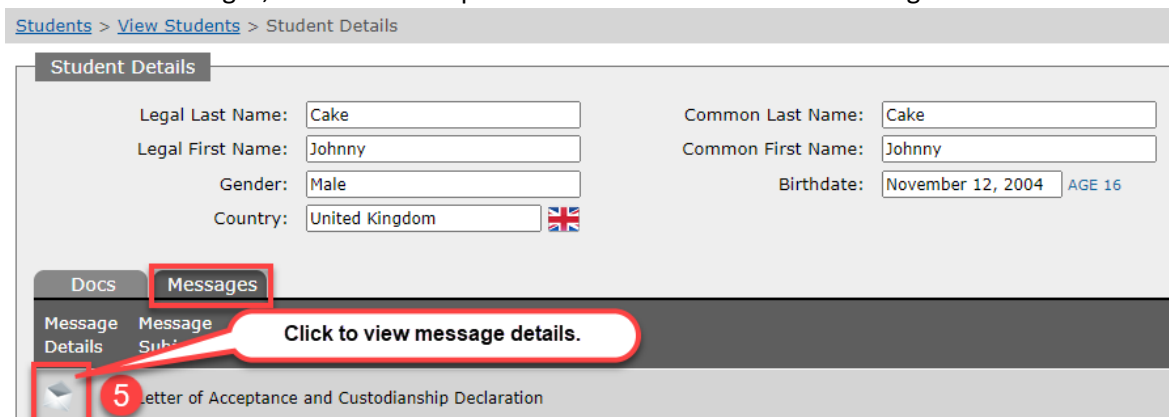 Students > View Students > Student Details
Student Details
Legal Last Name: Cake Common Last Name: Cake
Legal First Name: Johnny Common First Name: Johnny
Gender: Male Birthdate: November 12, 2004 AGE 16
Country: United Kingdom
Docs Messages
Message Message
Details
Click to view message details.
5 etter of Acceptance and Custodianship Declaration